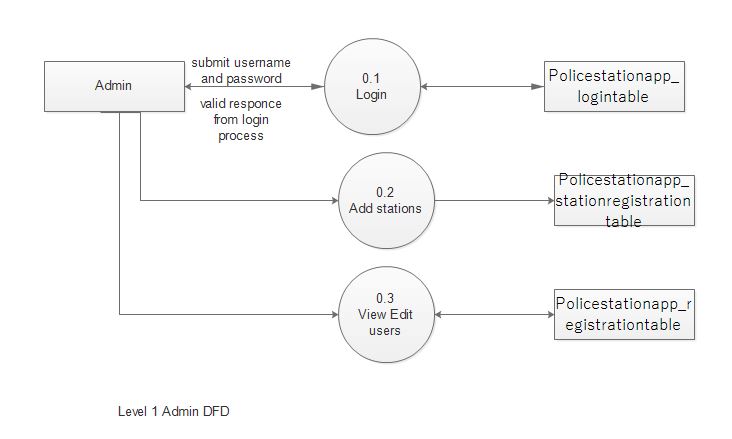 submit username
and password
Admin
valid responce
from login
process
0.1
Login
Policestationapp_
logintable
0.2
Add stations
Policestationapp_
stationregistration
table
0.3
View Edit
users
Policestationapp_r
egistrationtable
Level 1 Admin DFD